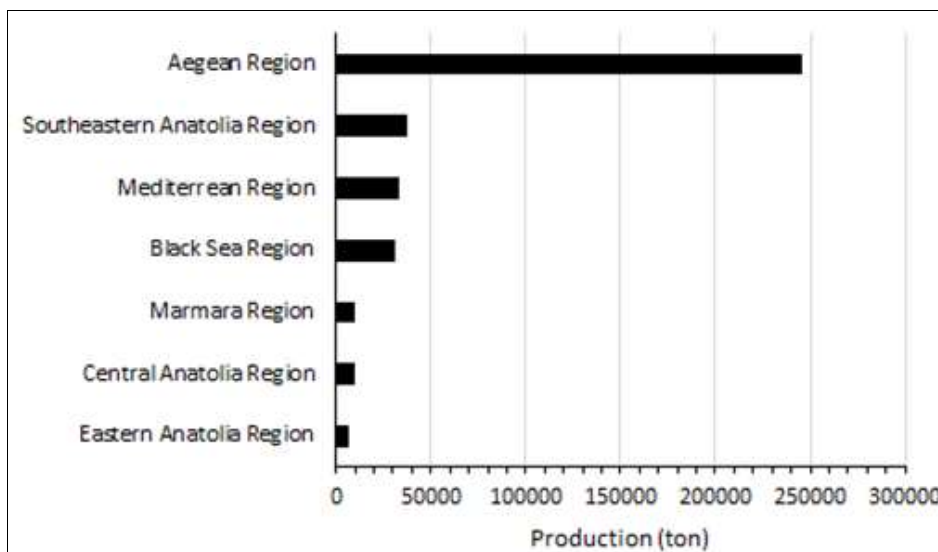 Aegean Region
Southeastern Anatolia Region
Mediterrean Region
Black Sea Region
Marmara Region
Central Anatolia Region
Eastern Anatolia Region
0 50000 100000 150000 200000 250000 300000
Production (ton)